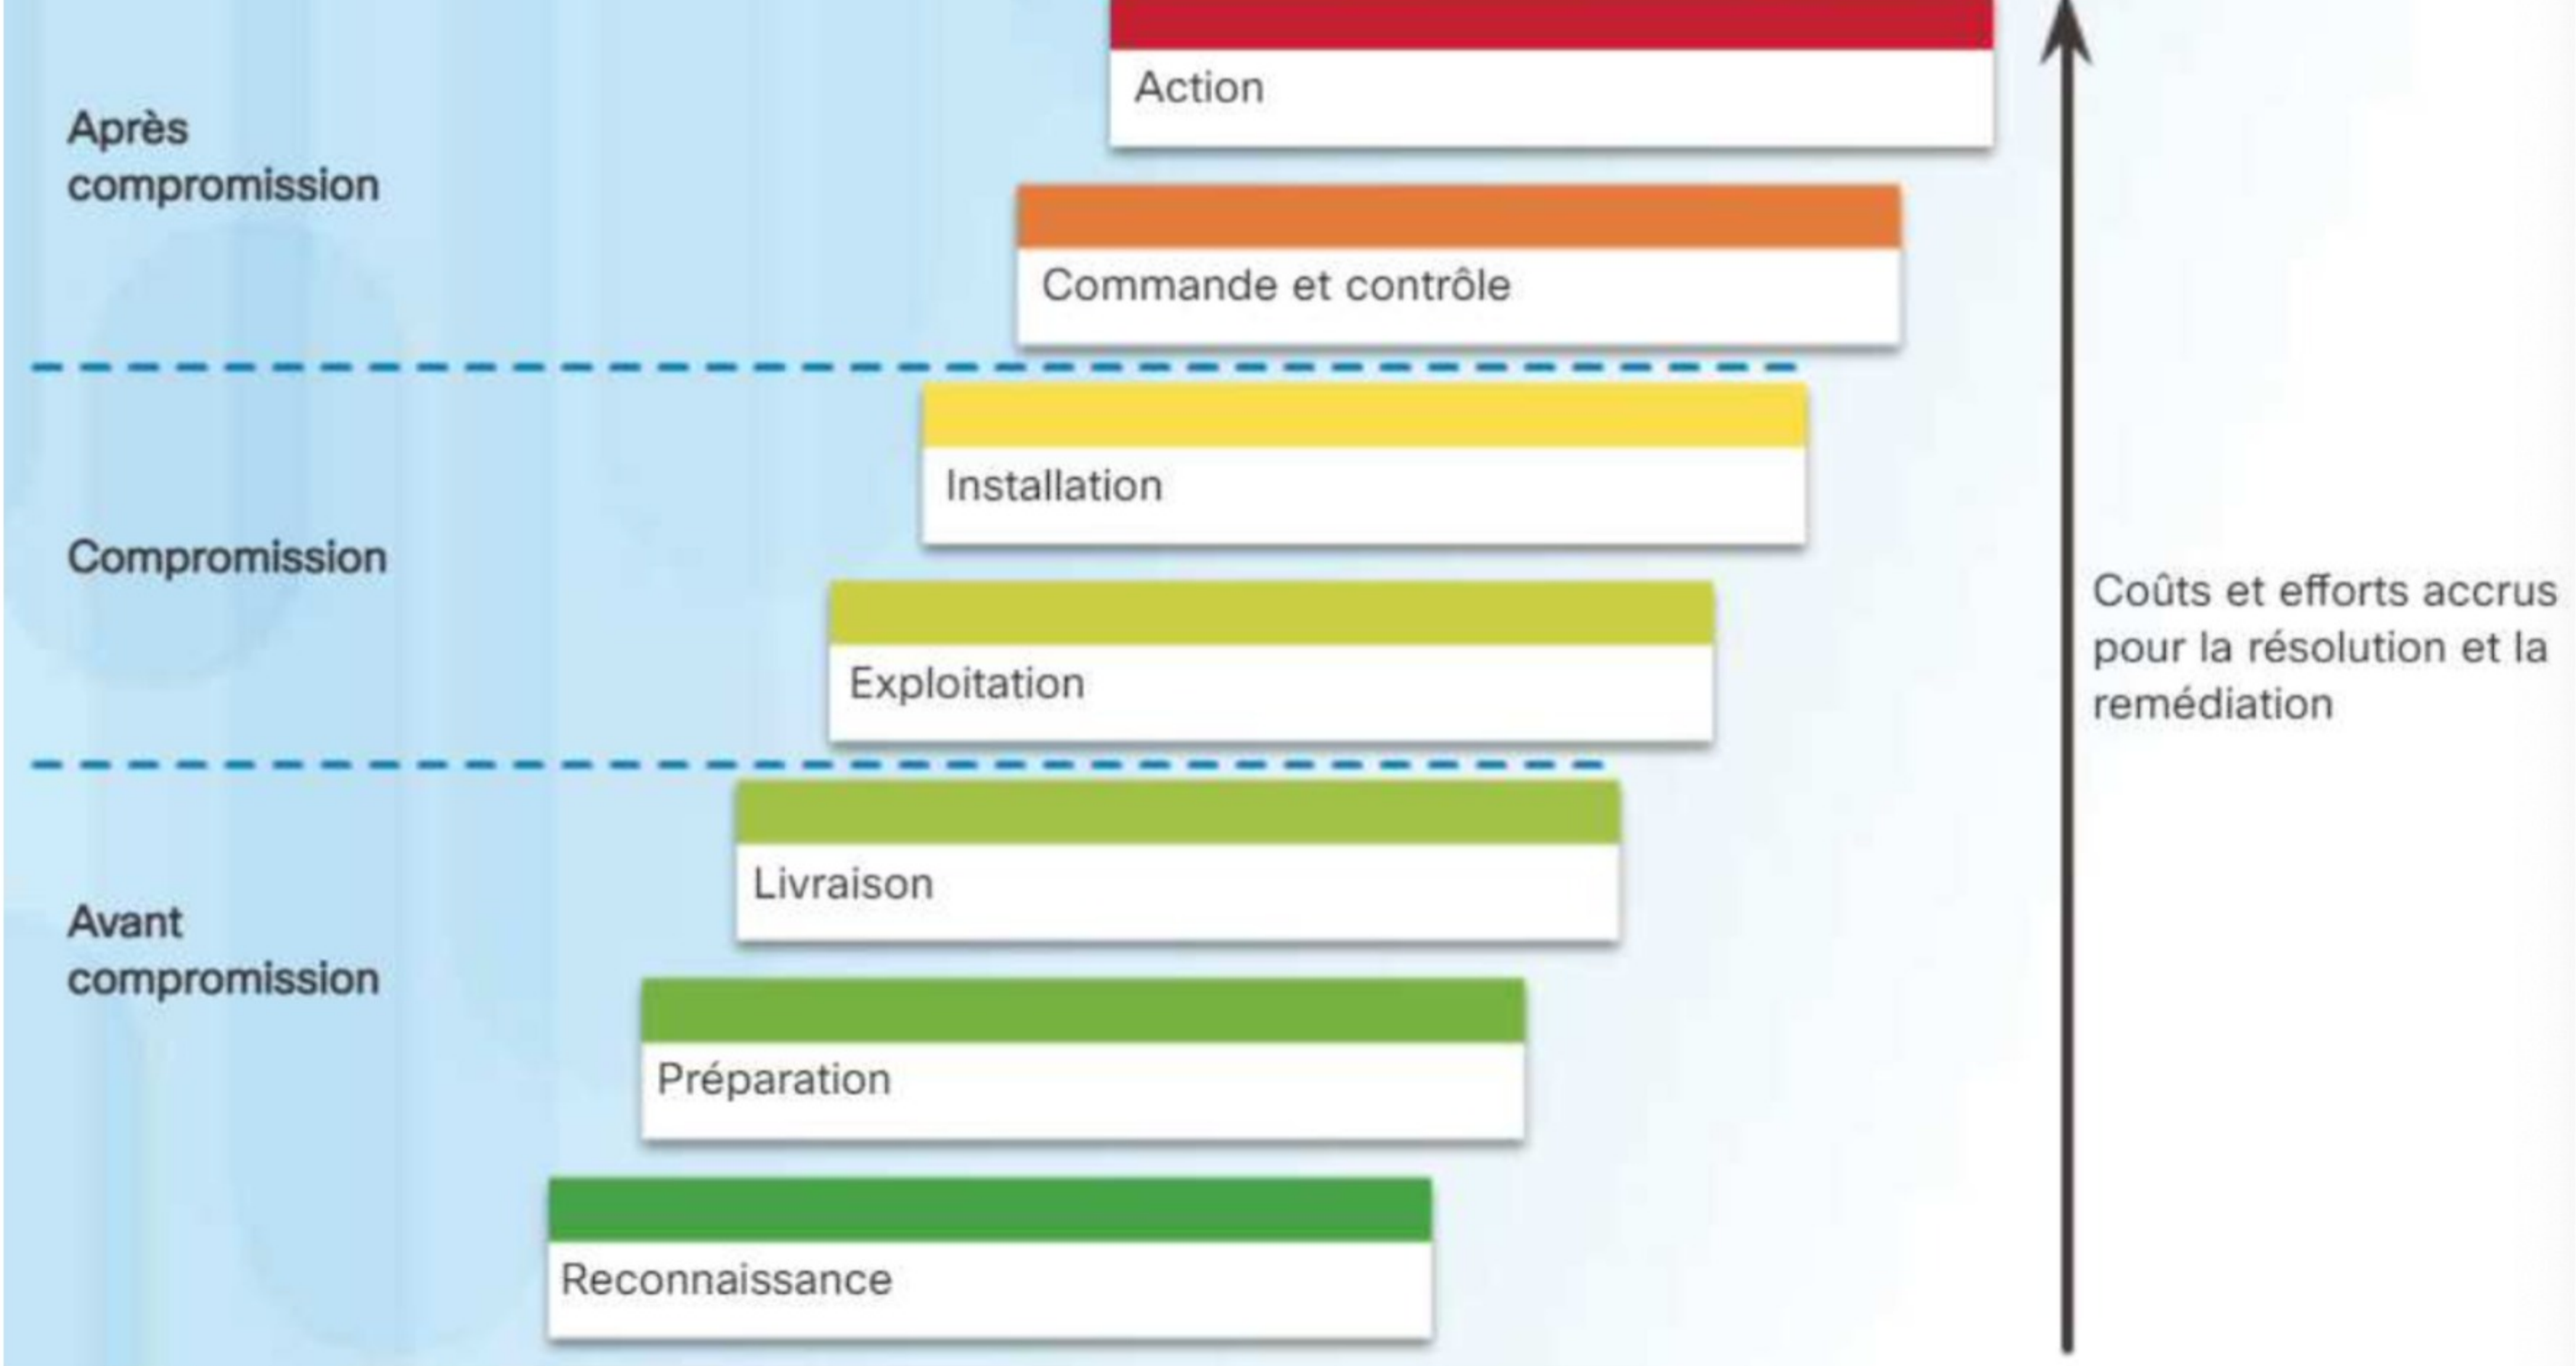 Action
Après
compromission
Commande et contrôle
Installation
Compromission
Exploitation
Coûts et efforts accrus
pour la résolution et la
remédiation
Livraison
Avant
compromission
Préparation
Reconnaissance